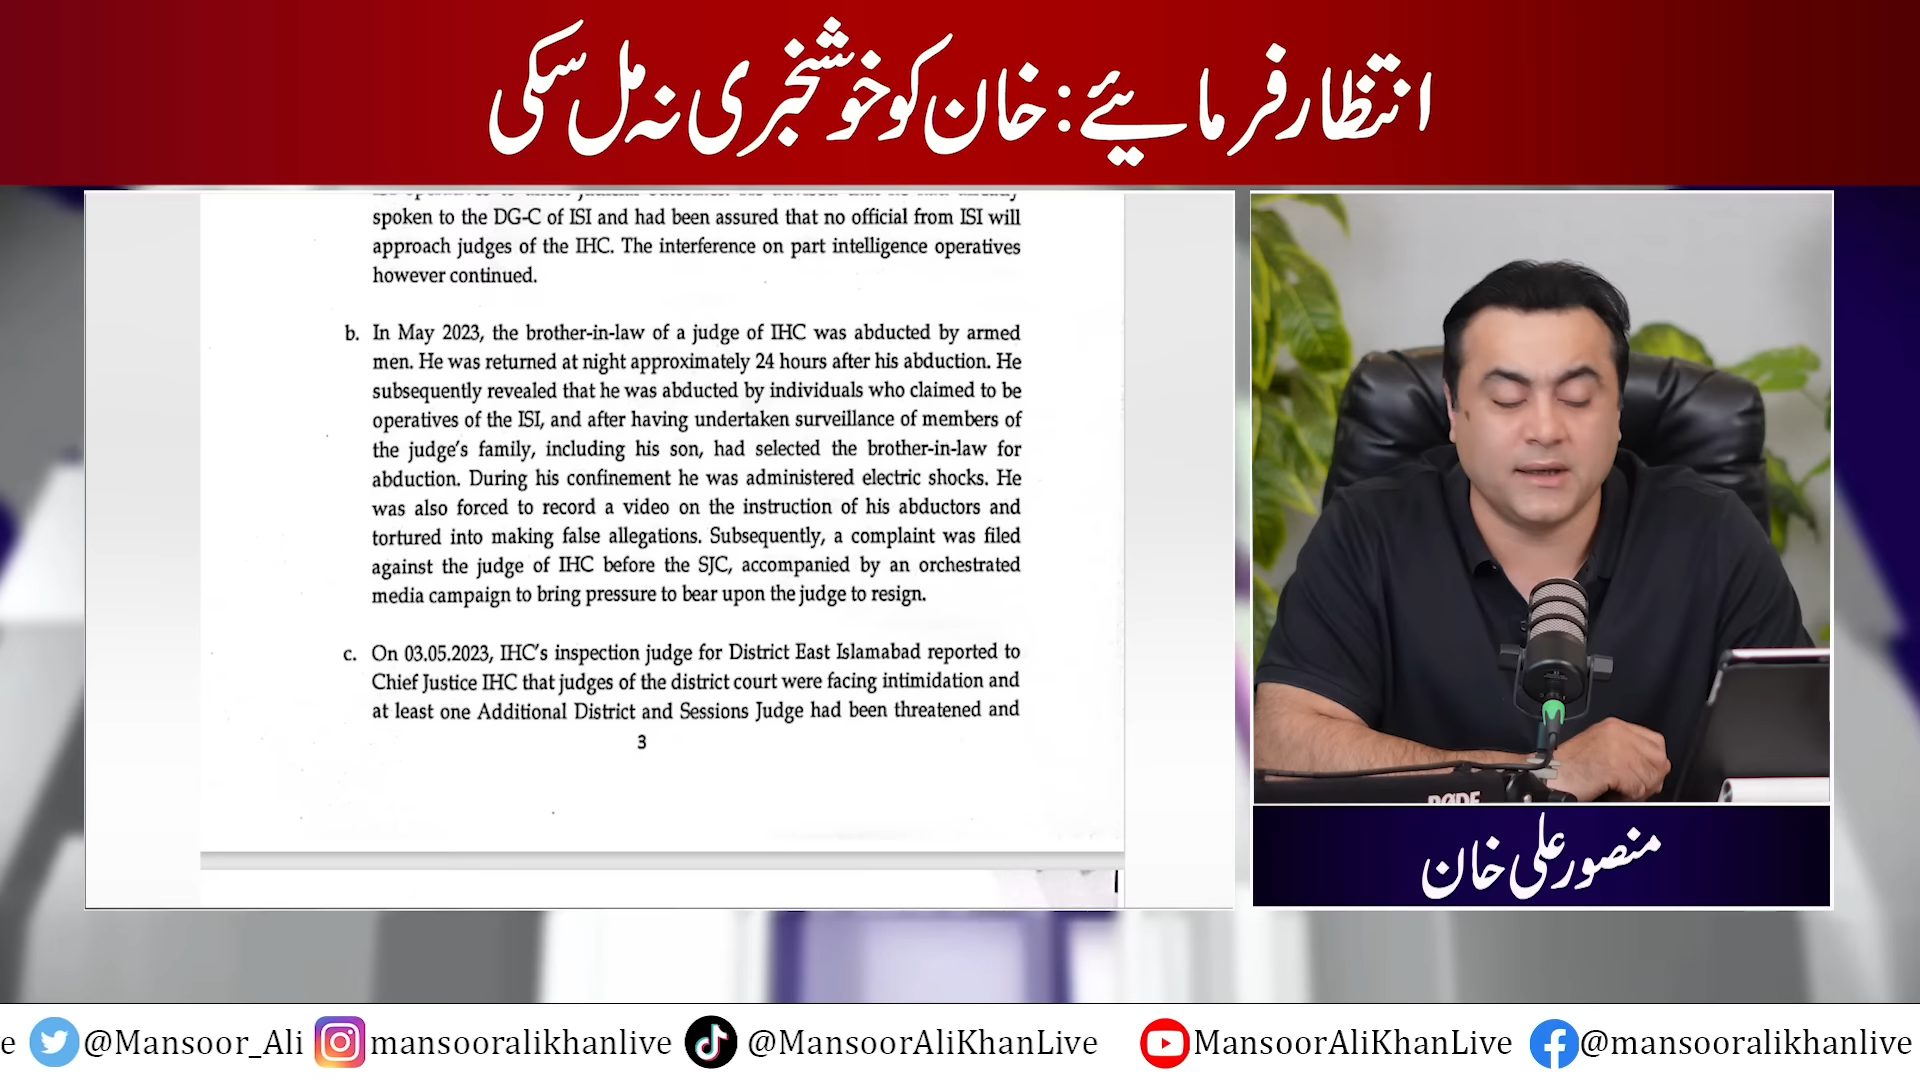 انتظار فرمائیے: خان کو خوشخبری نہ مل سکی
spoken to the DG-C of ISI and had been assured that no official from ISI will
approach judges of the IHC. The interference on part intelligence operatives
however continued.
b. In May 2023, the brother-in-law of a judge of IHC was abducted by armed
men. He was returned at night approximately 24 hours after his abduction. He
subsequently revealed that he was abducted by individuals who claimed to be
operatives of the ISI, and after having undertaken surveillance of members of
the judge's family, including his son, had selected the brother-in-law for
abduction. During his confinement he was administered electric shocks. He
was also forced to record a video on the instruction of his abductors and
tortured into making false allegations. Subsequently, a complaint was filed
against the judge of IHC before the SJC, accompanied by an orchestrated
media campaign to bring pressure to bear upon the judge to resign.
c. On 03.05.2023, IHC's inspection judge for District East Islamabad reported to
Chief Justice IHC that judges of the district court were facing intimidation and
at least one Additional District and Sessions Judge had been threatened and
3
RØDE
منصور علی خان
e @Mansoor_Ali mansooralikhanlive @MansoorAliKhanLive MansoorAliKhanLive @mansooralikhanlive